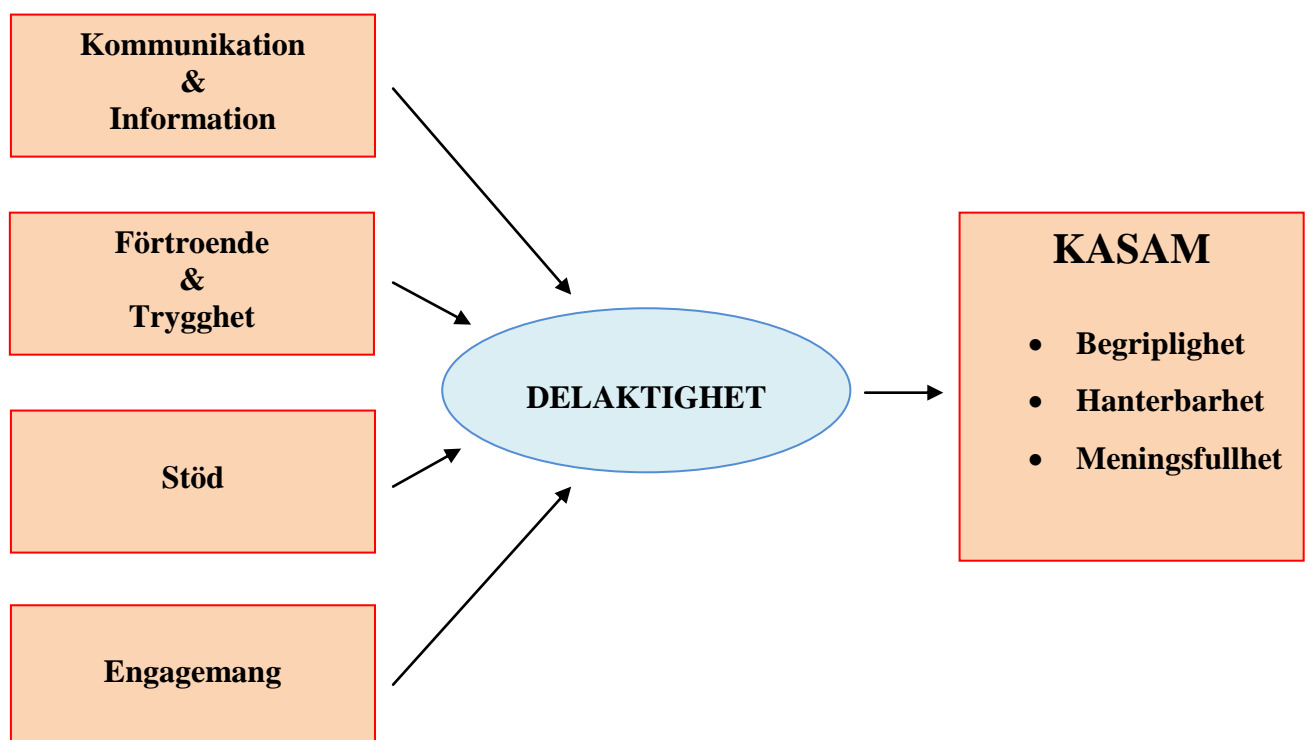 Kommunikation
&
Information
Förtroende
&
Trygghet
Stöd
Engagemang
DELAKTIGHET
KASAM
• Begriplighet
• Hanterbarhet
• Meningsfullhet